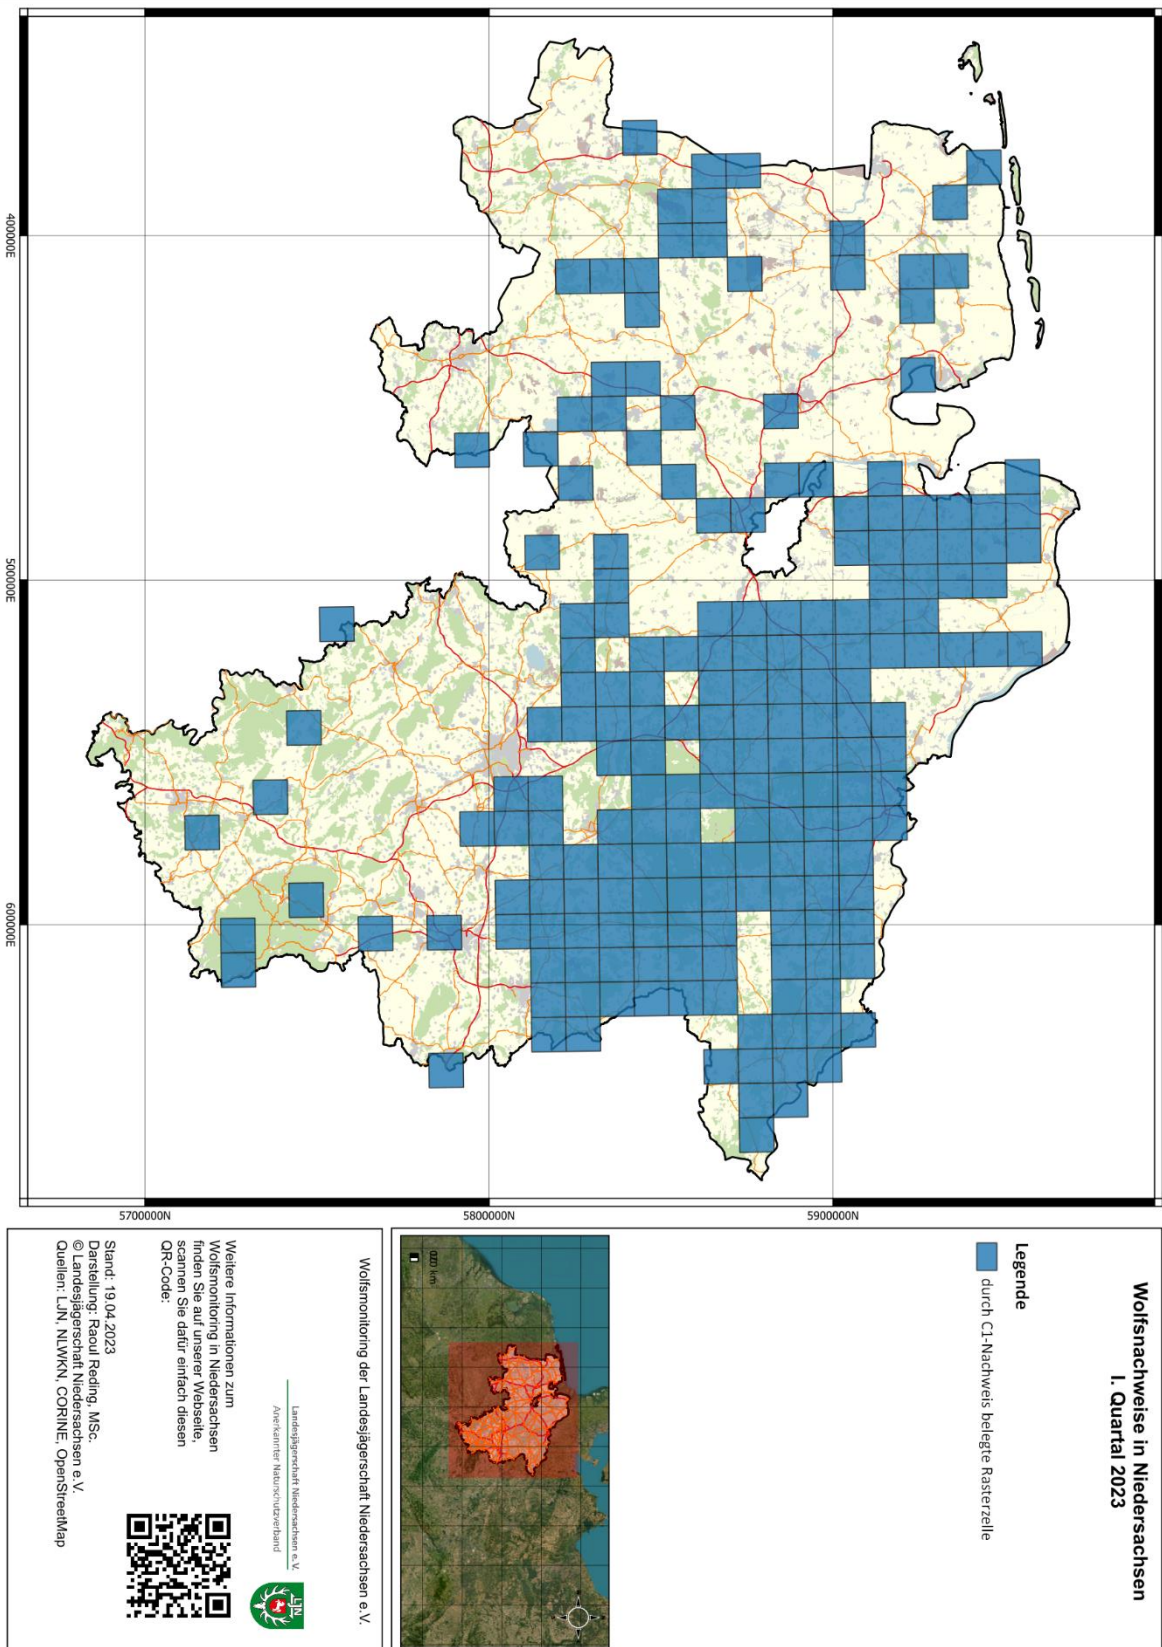 Wolfsnachweise in Niedersachsen
I. Quartal 2023
Legende
durch C1-Nachweis belegte Rasterzelle
400000E
500000E
600000E
5900000N
5800000N
5700000N
Wolfsmonitoring der Landesjägerschaft Niedersachsen e.V.
Landesjägerschaft Niedersachsen e.V.
Anerkannter Naturschutzverband
LJN
Weitere Informationen zum
Wolfsmonitoring in Niedersachsen
finden Sie auf unserer Webseite,
scannen Sie dafür einfach diesen
QR-Code:
Stand: 19.04.2023
Darstellung: Raoul Reding, MSc.
© Landesjägerschaft Niedersachsen e.V.
Quellen: LJN, NLWKN, CORINE, OpenStreetMap